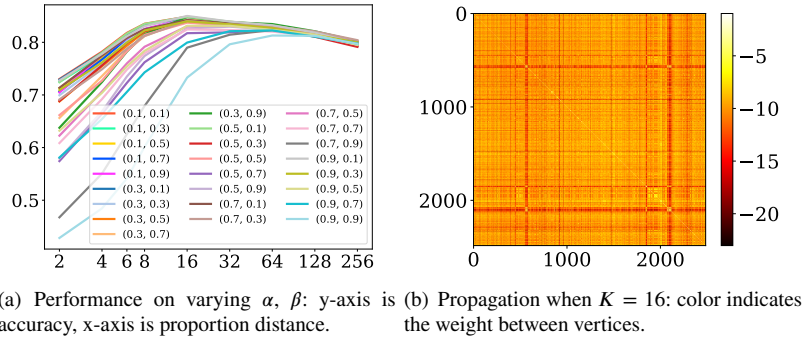 0.8
0.7
0.6
0.5
2 4 6 8 16 32 64 128 256
(0.1, 0.1) (0.3, 0.9) (0.7, 0.5)
(0.1, 0.3) (0.5, 0.1) (0.7, 0.7)
(0.1, 0.5) (0.5, 0.3) (0.7, 0.9)
(0.1, 0.7) (0.5, 0.5) (0.9, 0.1)
(0.1, 0.9) (0.5, 0.7) (0.9, 0.3)
(0.3, 0.1) (0.5, 0.9) (0.9, 0.5)
(0.3, 0.3) (0.7, 0.1) (0.9, 0.7)
(0.3, 0.5) (0.7, 0.3) (0.9, 0.9)
(0.3, 0.7)
0
1000
2000
0 1000 2000
−5
−10
−15
−20
(a) Performance on varying α, β: y-axis is
accuracy, x-axis is proportion distance.
(b) Propagation when K = 16: color indicates
the weight between vertices.